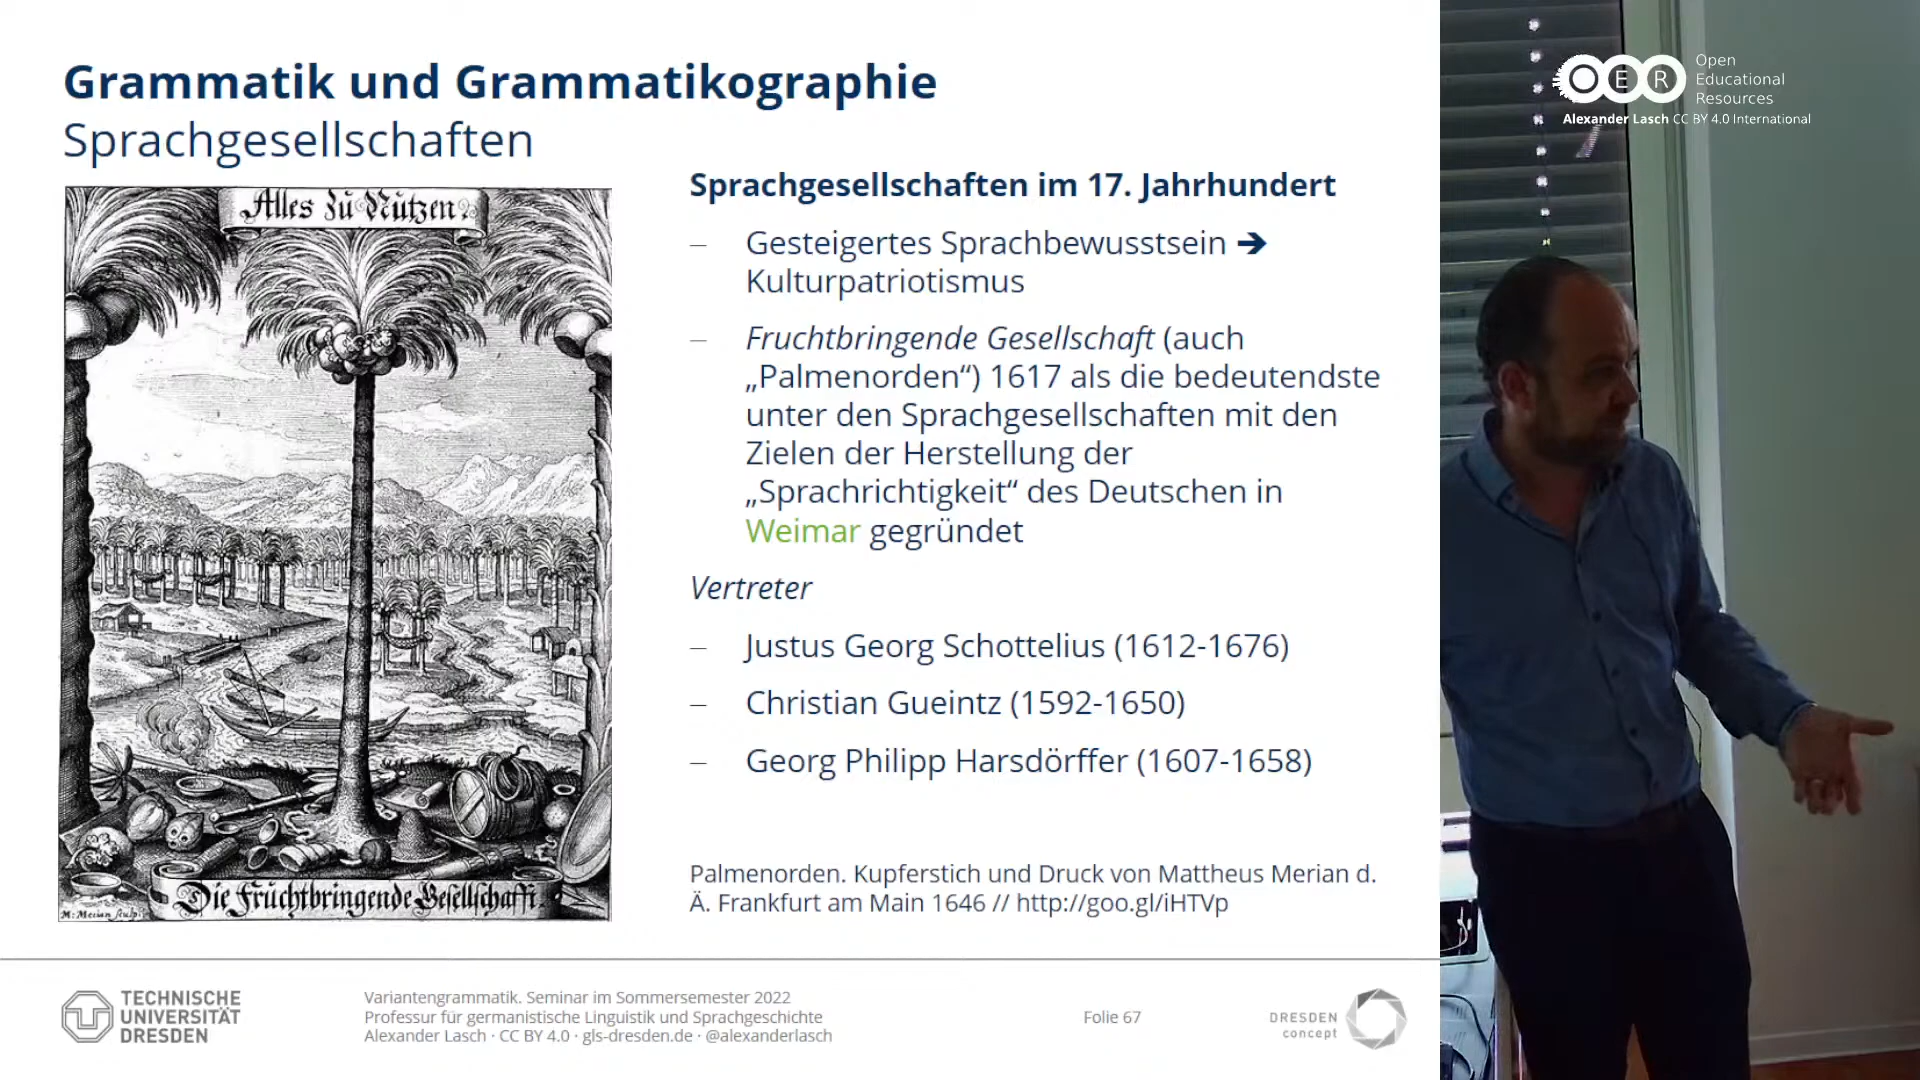 Grammatik und Grammatikographie
Sprachgesellschaften
Alles Zu Nützen.
Die Fruchtbringende Gesellschafft.
M: Merian sculp:
Sprachgesellschaften im 17. Jahrhundert
– Gesteigertes Sprachbewusstsein ➔
Kulturpatriotismus
– Fruchtbringende Gesellschaft (auch
„Palmenorden“) 1617 als die bedeutendste
unter den Sprachgesellschaften mit den
Zielen der Herstellung der
„Sprachrichtigkeit“ des Deutschen in
Weimar gegründet
Vertreter
– Justus Georg Schottelius (1612-1676)
– Christian Gueintz (1592-1650)
– Georg Philipp Harsdörffer (1607-1658)
Palmenorden. Kupferstich und Druck von Mattheus Merian d.
Ä. Frankfurt am Main 1646 // http://goo.gl/iHTVp
TECHNISCHE
UNIVERSITÄT
DRESDEN
Variantengrammatik. Seminar im Sommersemester 2022
Professur für germanistische Linguistik und Sprachgeschichte
Alexander Lasch · CC BY 4.0 · gls-dresden.de · @alexanderlasch
Folie 67
DRESDEN
concept
OER
Open
Educational
Resources
Alexander Lasch CC BY 4.0 International